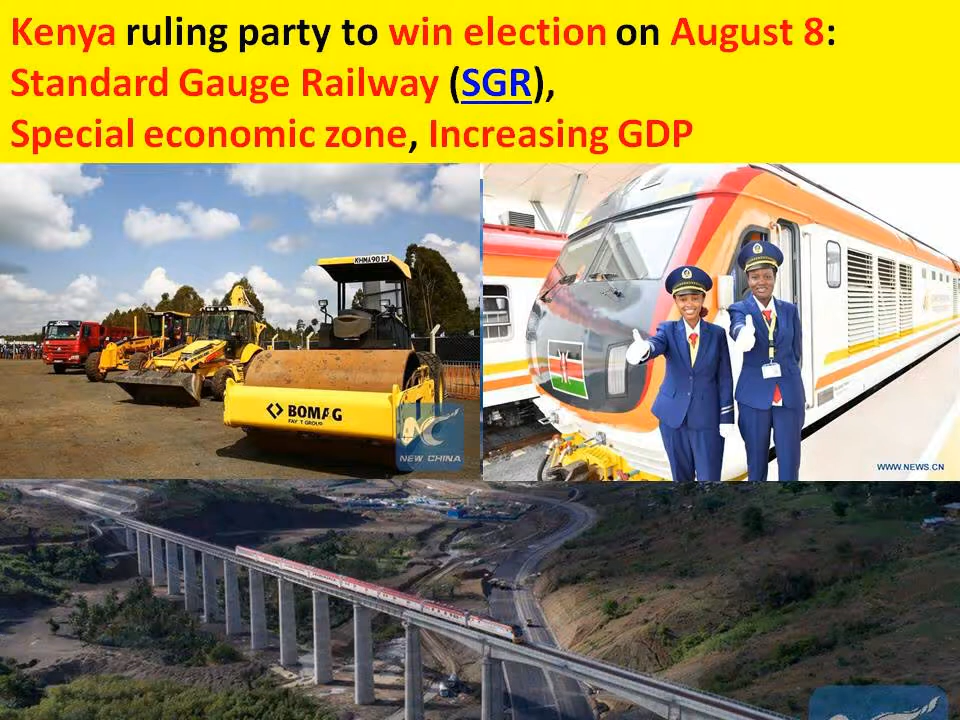 Kenya ruling party to win election on August 8:
Standard Gauge Railway (SGR),
Special economic zone, Increasing GDP
BOMAG
FAYAT GROUP
NEW CHINA
WWW.NEWS.CN